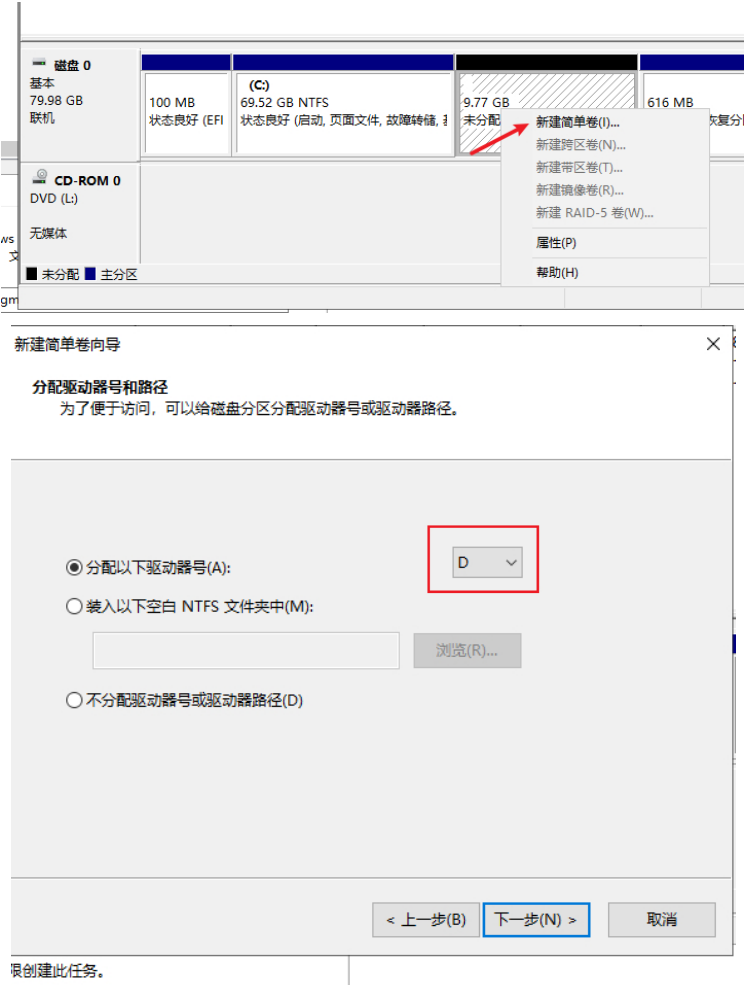 磁盘 0
基本
79.98 GB
联机
100 MB
状态良好 (EFI
(C:)
69.52 GB NTFS
状态良好 (启动, 页面文件, 故障转储,
9.77 GB
未分配
616 MB
恢复分
新建简单卷(I)...
新建跨区卷(N)...
新建带区卷(T)...
新建镜像卷(R)...
新建 RAID-5 卷(W)...
属性(P)
帮助(H)
CD-ROM 0
DVD (L:)
无媒体
ws
文
未分配 主分区
gm
新建简单卷向导
分配驱动器号和路径
为了便于访问，可以给磁盘分区分配驱动器号或驱动器路径。
分配以下驱动器号(A):
D
装入以下空白 NTFS 文件夹中(M):
浏览(R)...
不分配驱动器号或驱动器路径(D)
< 上一步(B) 下一步(N) > 取消
限创建此任务。